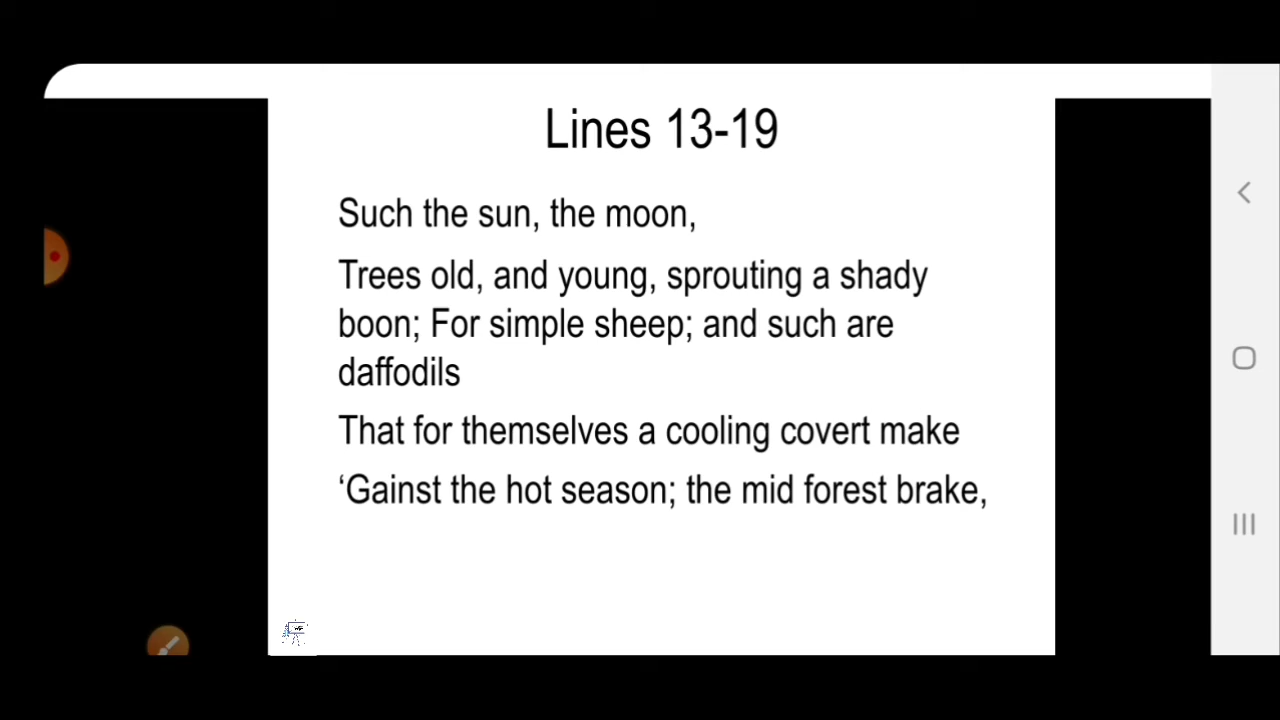 Lines 13-19
Such the sun, the moon,
Trees old, and young, sprouting a shady
boon; For simple sheep; and such are
daffodils
That for themselves a cooling covert make
‘Gainst the hot season; the mid forest brake,